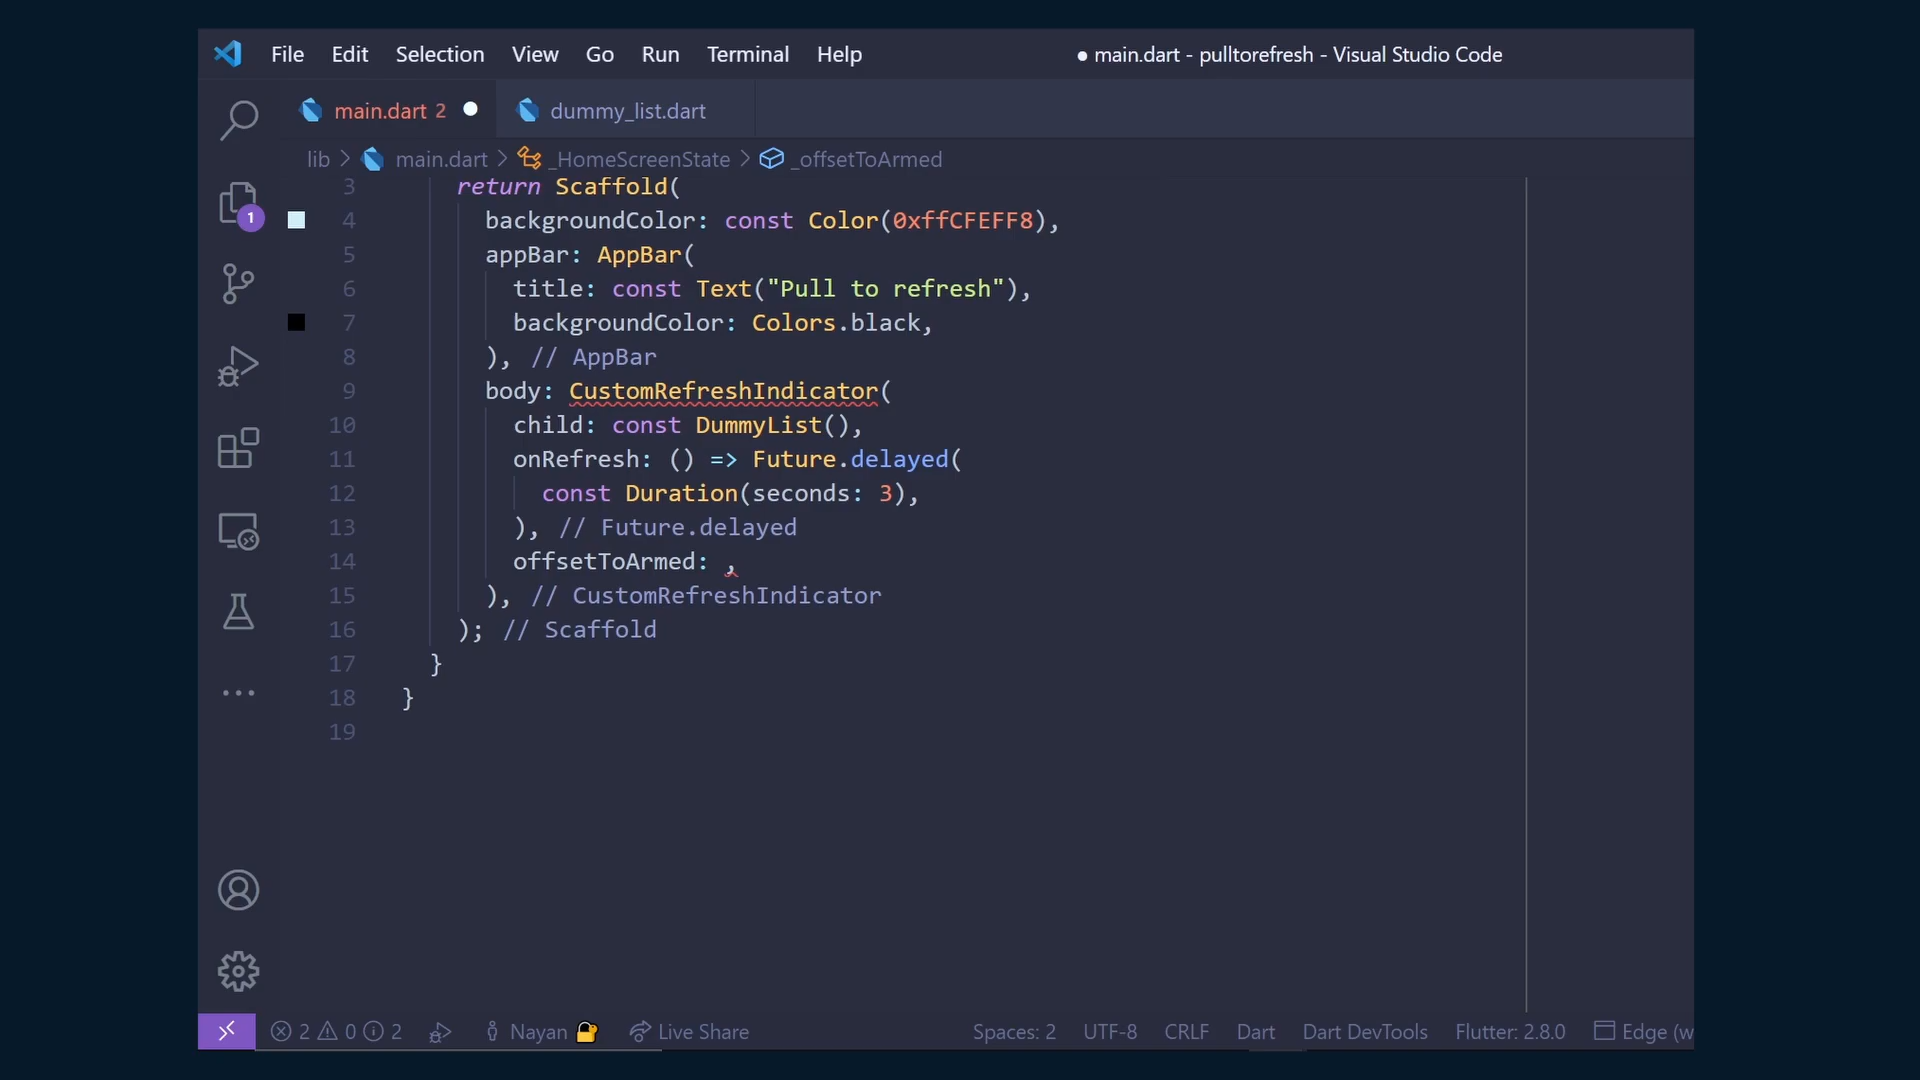 File Edit Selection View Go Run Terminal Help ● main.dart - pulltorefresh - Visual Studio Code
main.dart 2 ● dummy_list.dart
lib > main.dart > _HomeScreenState > _offsetToArmed
3 return Scaffold(
4 backgroundColor: const Color(0xffCFEFF8),
5 appBar: AppBar(
6 title: const Text("Pull to refresh"),
7 backgroundColor: Colors.black,
8 ), // AppBar
9 body: CustomRefreshIndicator(
10 child: const DummyList(),
11 onRefresh: () => Future.delayed(
12 const Duration(seconds: 3),
13 ), // Future.delayed
14 offsetToArmed: ,
15 ), // CustomRefreshIndicator
16 ); // Scaffold
17 }
18 }
19
1
2 0 2 Nayan Live Share Spaces: 2 UTF-8 CRLF Dart Dart DevTools Flutter: 2.8.0 Edge (w